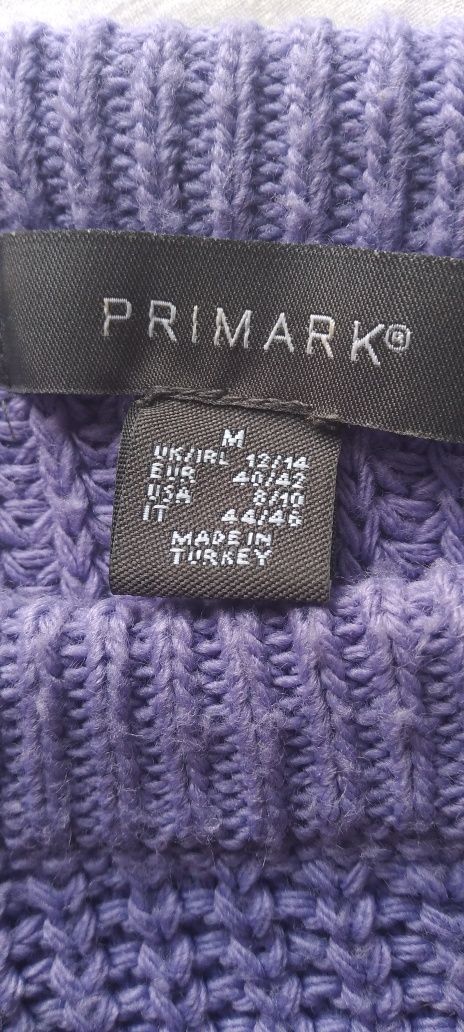 PRIMARK®
M
UK/IRL 12/14
EUR 40/42
USA 8/10
IT 44/46
MADE IN
TURKEY